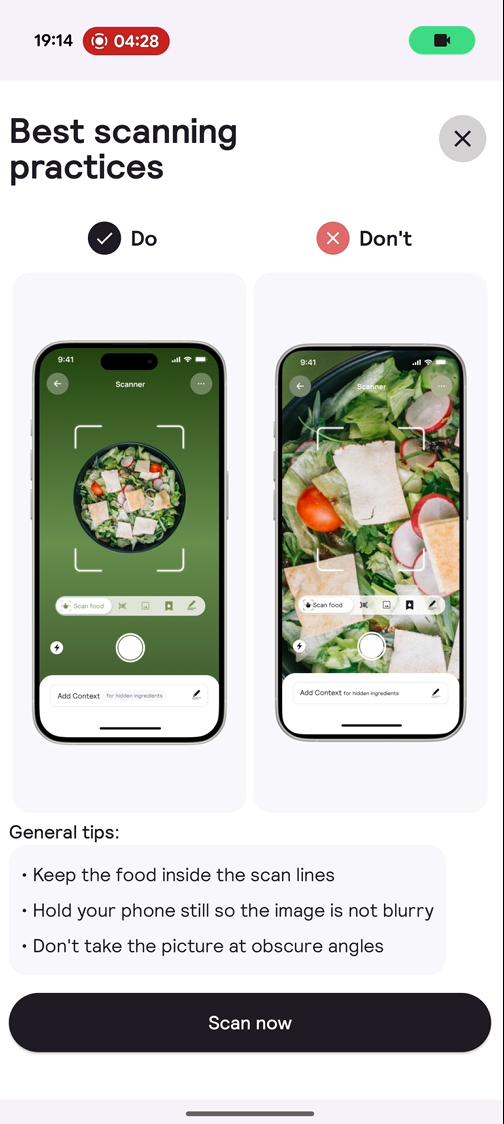 19:14 04:28
Best scanning
practices
Do
Don't
9:41
Scanner
Scan food
Add Context for hidden ingredients
9:41
Scanner
Scan food
Add Context for hidden ingredients
General tips:
• Keep the food inside the scan lines
• Hold your phone still so the image is not blurry
• Don't take the picture at obscure angles
Scan now